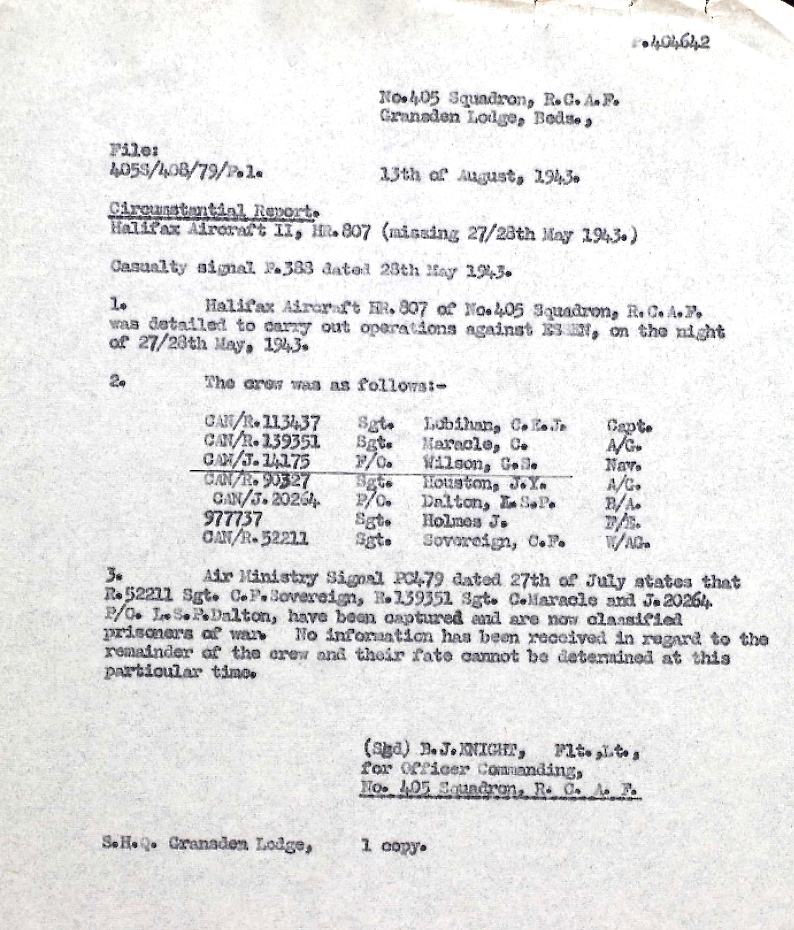 P.404642
No.405 Squadron, R.C.A.F.
Gransden Lodge, Beds.,
File:
405S/408/79/P.1.
13th of August, 1943.
Circumstantial Report.
Halifax Aircraft II, HR.807 (missing 27/28th May 1943.)
Casualty signal P.388 dated 28th May 1943.
1. Halifax Aircraft HR.807 of No.405 Squadron, R.C.A.F.
was detailed to carry out operations against ESSEN, on the night
of 27/28th May, 1943.
2. The crew was as follows:-
CAN/R.113437 Sgt. Lebihan, C.E.J. Capt.
CAN/R.139351 Sgt. Maracle, C. A/G.
CAN/J.14175 F/O. Wilson, G.S. Nav.
CAN/R.90327 Sgt. Houston, J.Y. A/G.
CAN/J.20264 P/O. Dalton, L.S.P. B/A.
977737 Sgt. Holmes J. F/E.
CAN/R.52211 Sgt. Sovereign, C.F. W/AG.
3. Air Ministry Signal PC479 dated 27th of July states that
R.52211 Sgt. C.F.Sovereign, R.139351 Sgt. C.Maracle and J.20264
P/O. L.S.P.Dalton, have been captured and are now classified
prisoners of war. No information has been received in regard to the
remainder of the crew and their fate cannot be determined at this
particular time.
(Sgd) B.J.KNIGHT, Flt.,Lt.,
for Officer Commanding,
No. 405 Squadron, R. C. A. F.
S.H.Q. Gransden Lodge, 1 copy.